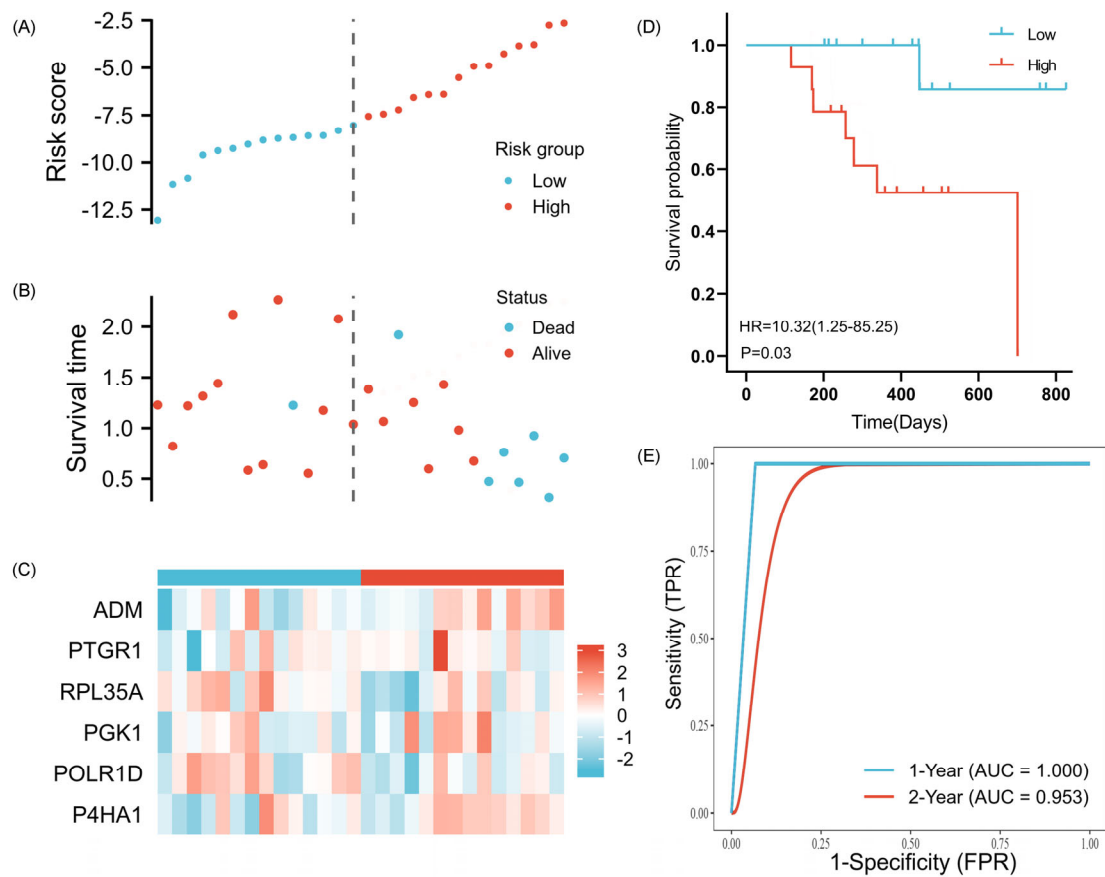 (A)
Risk score
-2.5
-5.0
-7.5
-10.0
-12.5
Risk group
Low
High
(B)
Survival time
2.0
1.5
1.0
0.5
Status
Dead
Alive
(C)
ADM
PTGR1
RPL35A
PGK1
POLR1D
P4HA1
3
2
1
0
-1
-2
(D)
Survival probability
1.0
0.8
0.6
0.4
0.2
0.0
Low
High
HR=10.32(1.25-85.25)
P=0.03
0 200 400 600 800
Time(Days)
(E)
Sensitivity (TPR)
1.00
0.75
0.50
0.25
0.00
1-Year (AUC = 1.000)
2-Year (AUC = 0.953)
0.00 0.25 0.50 0.75 1.00
1-Specificity (FPR)